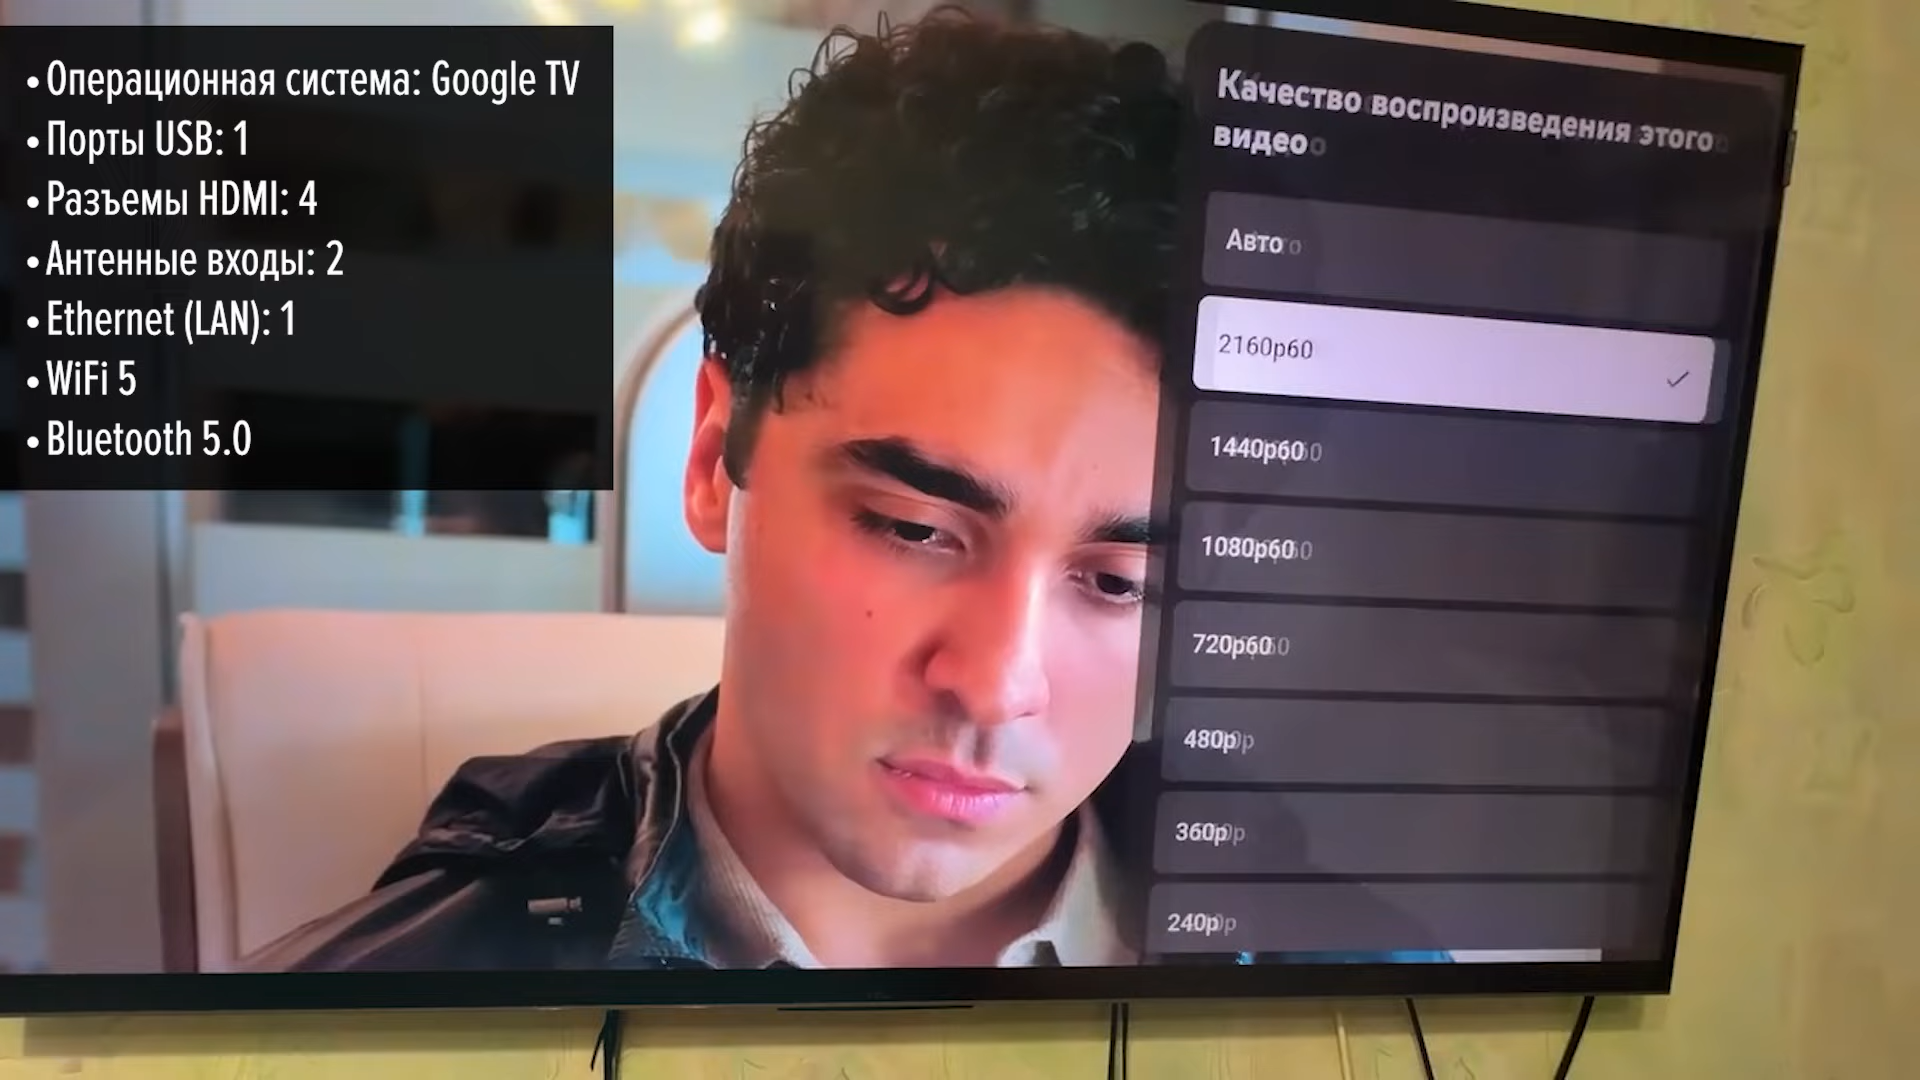 • Операционная система: Google TV
• Порты USB: 1
• Разъемы HDMI: 4
• Антенные входы: 2
• Ethernet (LAN): 1
• WiFi 5
• Bluetooth 5.0
Качество воспроизведения этого
видео
Авто
2160p60
1440p60
1080p60
720p60
480p
360p
240p